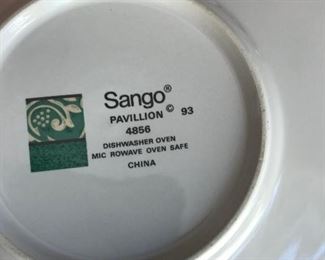 Sango®
PAVILLION © 93
4856
DISHWASHER OVEN
MIC ROWAVE OVEN SAFE
CHINA